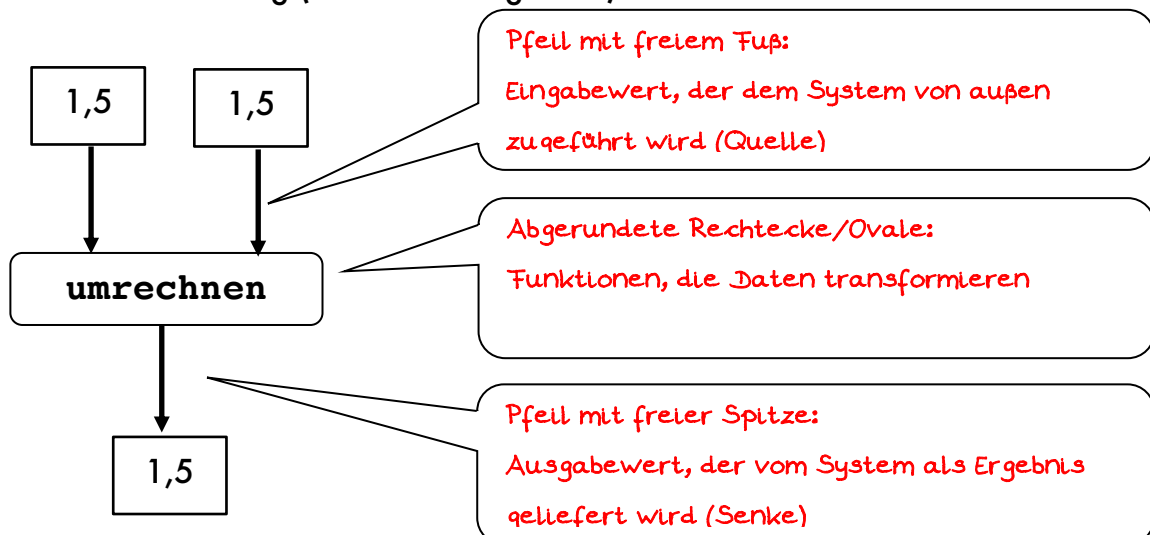 Pfeil mit freiem Fuß:
Eingabewert, der dem System von außen
zugeführt wird (Quelle)
1,5
1,5
Abgerundete Rechtecke/Ovale:
Funktionen, die Daten transformieren
umrechnen
Pfeil mit freier Spitze:
Ausgabewert, der vom System als Ergebnis
geliefert wird (Senke)
1,5